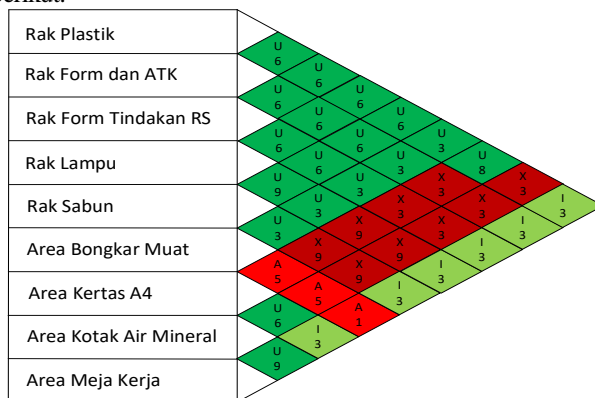 Rak Plastik
Rak Form dan ATK
Rak Form Tindakan RS
Rak Lampu
Rak Sabun
Area Bongkar Muat
Area Kertas A4
Area Kotak Air Mineral
Area Meja Kerja
U
6
U
6
U
6
U
9
U
3
A
5
U
6
U
9
U
6
U
6
U
6
U
3
X
9
A
5
I
3
U
6
U
6
U
3
X
9
X
9
A
1
U
6
U
3
X
3
X
9
I
3
U
3
X
3
X
3
I
3
U
8
X
3
I
3
X
3
I
3
I
3